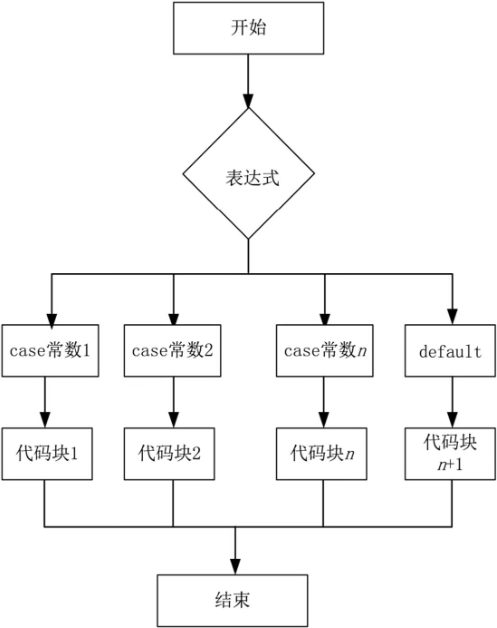 开始
表达式
case常数1
case常数2
case常数n
default
代码块1
代码块2
代码块n
代码块
n+1
结束